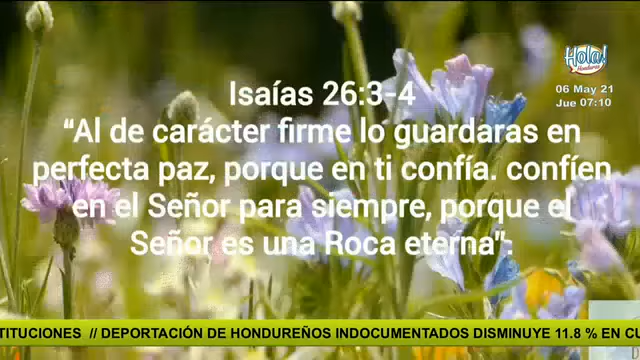 Isaías 26:3-4
“Al de carácter firme lo guardaras en
perfecta paz, porque en ti confía. confíen
en el Señor para siempre, porque el
Señor es una Roca eterna".
Hola!
Honduras
06 May 21
Jue 07:10
TITUCIONES // DEPORTACIÓN DE HONDUREÑOS INDOCUMENTADOS DISMINUYE 11.8 % EN CU